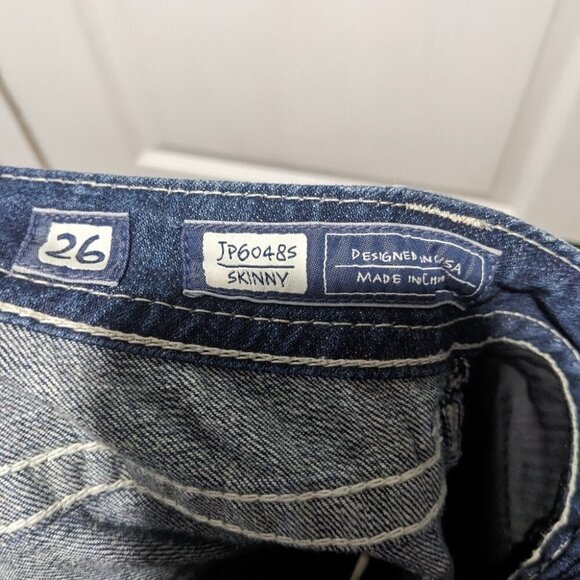 26
JP6048S
SKINNY
DESIGNED IN USA
MADE IN CHINA